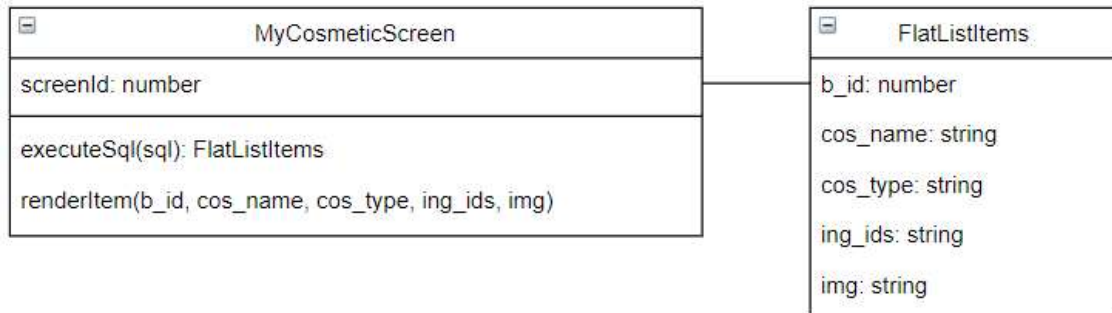 MyCosmeticScreen
screenId: number
executeSql(sql): FlatListItems
renderItem(b_id, cos_name, cos_type, ing_ids, img)
FlatListItems
b_id: number
cos_name: string
cos_type: string
ing_ids: string
img: string